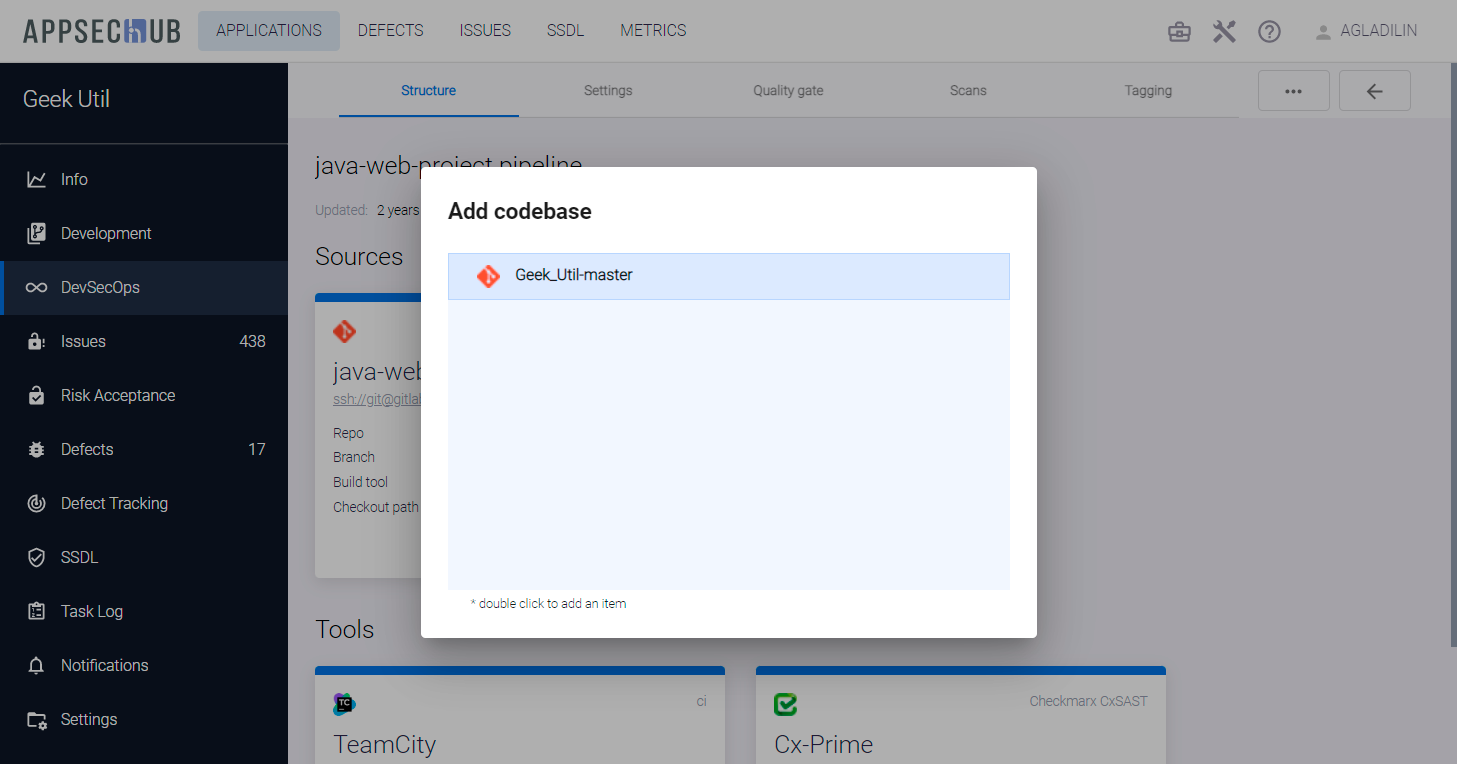 APPSECHUB APPLICATIONS DEFECTS ISSUES SSDL METRICS AGLADILIN
Geek Util
Structure Settings Quality gate Scans Tagging
Info
Development
DevSecOps
Issues 438
Risk Acceptance
Defects 17
Defect Tracking
SSDL
Task Log
Notifications
Settings
java-web-project pipeline
Updated: 2 years
Sources
java-web
ssh://git@gitlab
Repo
Branch
Build tool
Checkout path
Add codebase
Geek_Util-master
* double click to add an item
Tools
TC ci
TeamCity
Checkmarx CxSAST
Cx-Prime